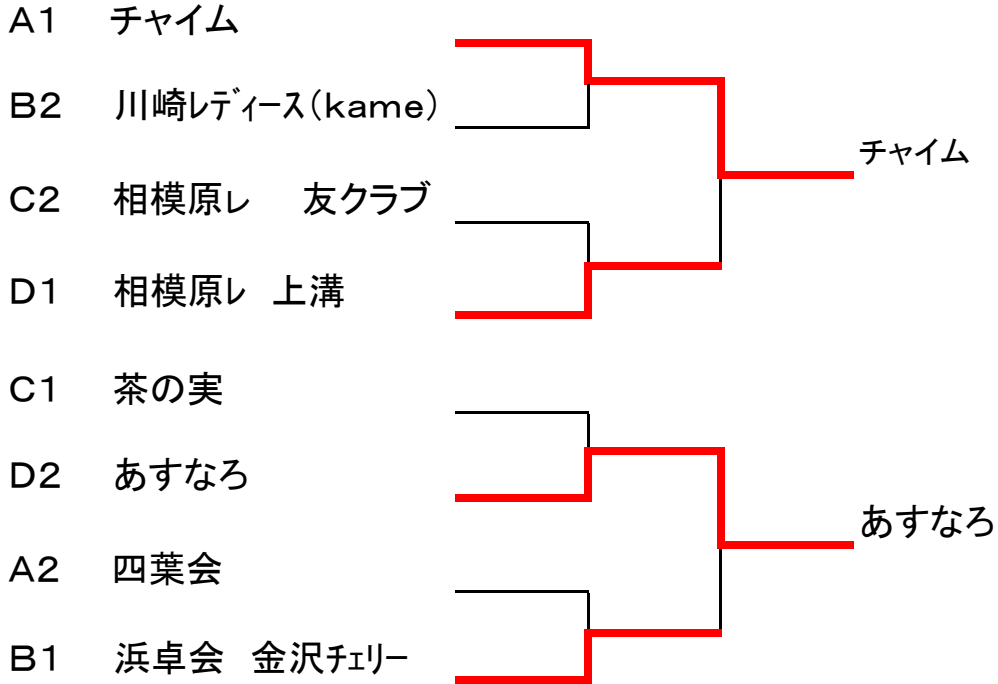 A1 チャイム
B2 川崎ﾚﾃﾞｨｰｽ(kame)
チャイム
C2 相模原レ 友クラブ
D1 相模原ﾚ 上溝
C1 茶の実
D2 あすなろ
あすなろ
A2 四葉会
B1 浜卓会 金沢ﾁｪﾘｰ